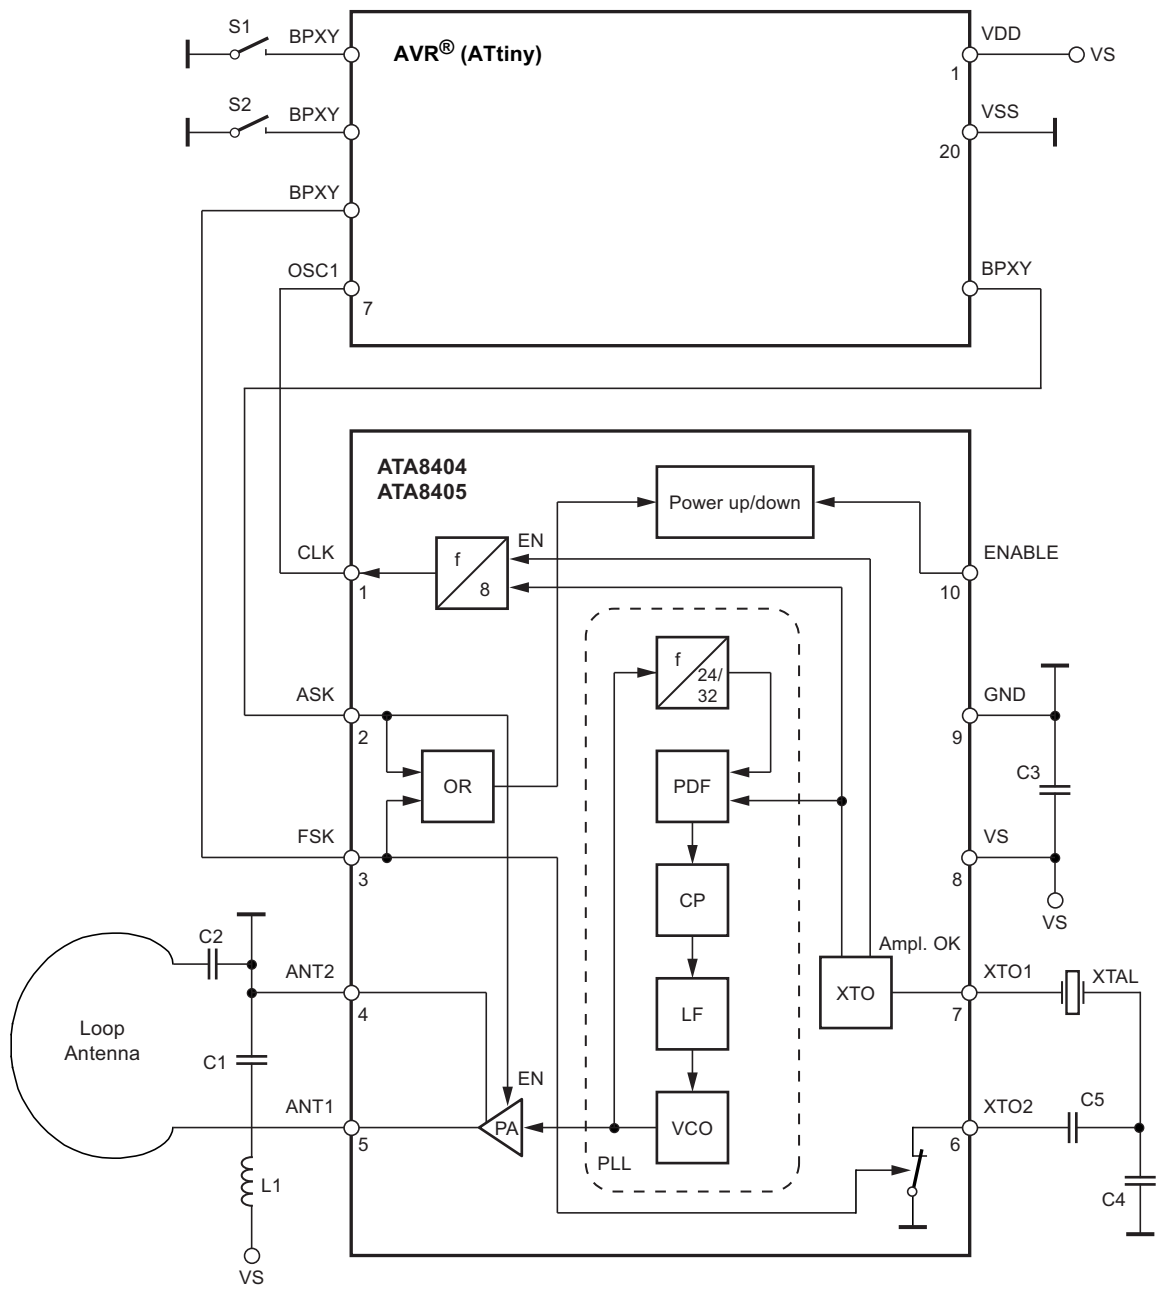 S1
BPXY
AVR® (ATtiny)
VDD
1
VS
S2
BPXY
VSS
20
BPXY
OSC1
7
BPXY
ATA8404
ATA8405
Power up/down
CLK
1
f
8
EN
ENABLE
10
f
24/
32
ASK
2
GND
9
OR
PDF
C3
FSK
3
VS
8
CP
VS
C2
Ampl. OK
ANT2
4
LF
XTO
XTO1
7
XTAL
Loop
Antenna
C1
EN
ANT1
5
PA
VCO
PLL
XTO2
6
C5
C4
L1
VS